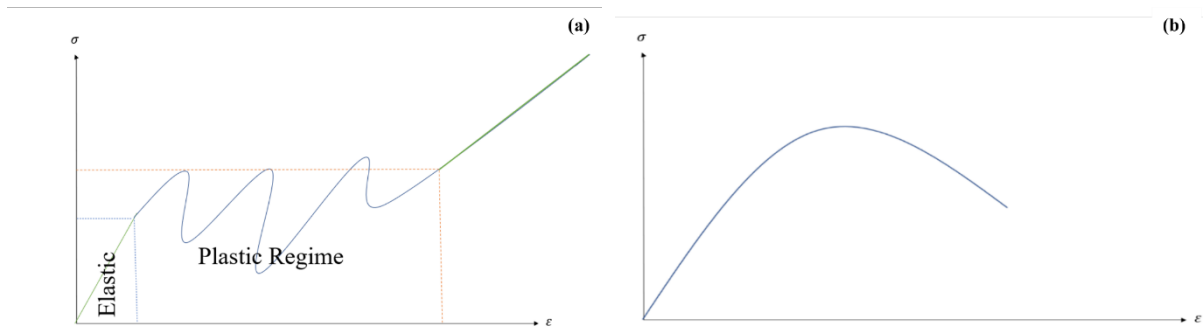 (a)
σ
Elastic
Plastic Regime
ε
(b)
σ
ε